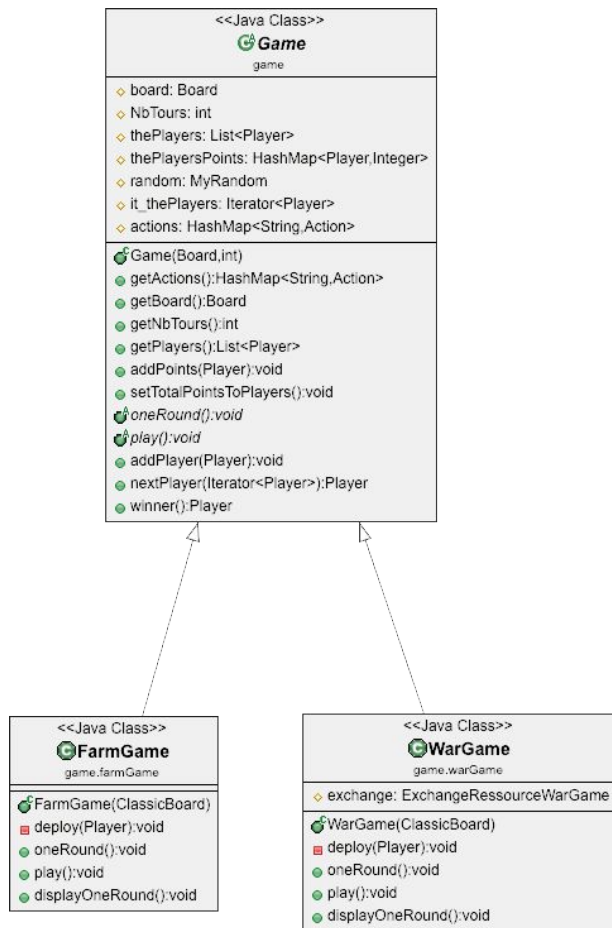 <<Java Class>>
Game
game
board: Board
NbTours: int
thePlayers: List<Player>
thePlayersPoints: HashMap<Player,Integer>
random: MyRandom
it_thePlayers: Iterator<Player>
actions: HashMap<String,Action>
Game(Board,int)
getActions():HashMap<String,Action>
getBoard():Board
getNbTours():int
getPlayers():List<Player>
addPoints(Player):void
setTotalPointsToPlayers():void
oneRound():void
play():void
addPlayer(Player):void
nextPlayer(Iterator<Player>):Player
winner():Player
<<Java Class>>
FarmGame
game.farmGame
FarmGame(ClassicBoard)
deploy(Player):void
oneRound():void
play():void
displayOneRound():void
<<Java Class>>
WarGame
game.warGame
exchange: ExchangeRessourceWarGame
WarGame(ClassicBoard)
deploy(Player):void
oneRound():void
play():void
displayOneRound():void